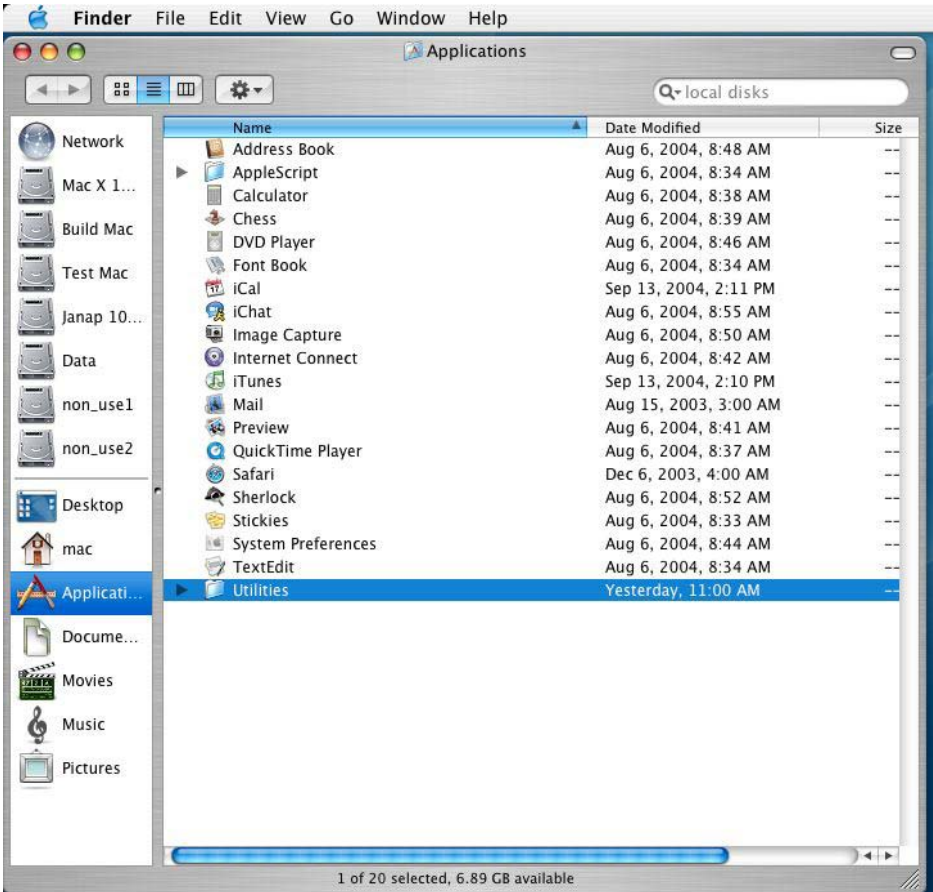 Finder File Edit View Go Window Help
Applications
local disks
Network
Mac X 1...
Build Mac
Test Mac
Janap 10...
Data
non_use1
non_use2
Desktop
mac
Applicati...
Docume...
Movies
Music
Pictures
Name Date Modified Size
Address Book Aug 6, 2004, 8:48 AM --
AppleScript Aug 6, 2004, 8:34 AM --
Calculator Aug 6, 2004, 8:38 AM --
Chess Aug 6, 2004, 8:39 AM --
DVD Player Aug 6, 2004, 8:46 AM --
Font Book Aug 6, 2004, 8:34 AM --
iCal Sep 13, 2004, 2:11 PM --
iChat Aug 6, 2004, 8:55 AM --
Image Capture Aug 6, 2004, 8:50 AM --
Internet Connect Aug 6, 2004, 8:42 AM --
iTunes Sep 13, 2004, 2:10 PM --
Mail Aug 15, 2003, 3:00 AM --
Preview Aug 6, 2004, 8:41 AM --
QuickTime Player Aug 6, 2004, 8:37 AM --
Safari Dec 6, 2003, 4:00 AM --
Sherlock Aug 6, 2004, 8:52 AM --
Stickies Aug 6, 2004, 8:33 AM --
System Preferences Aug 6, 2004, 8:44 AM --
TextEdit Aug 6, 2004, 8:34 AM --
Utilities Yesterday, 11:00 AM --
1 of 20 selected, 6.89 GB available